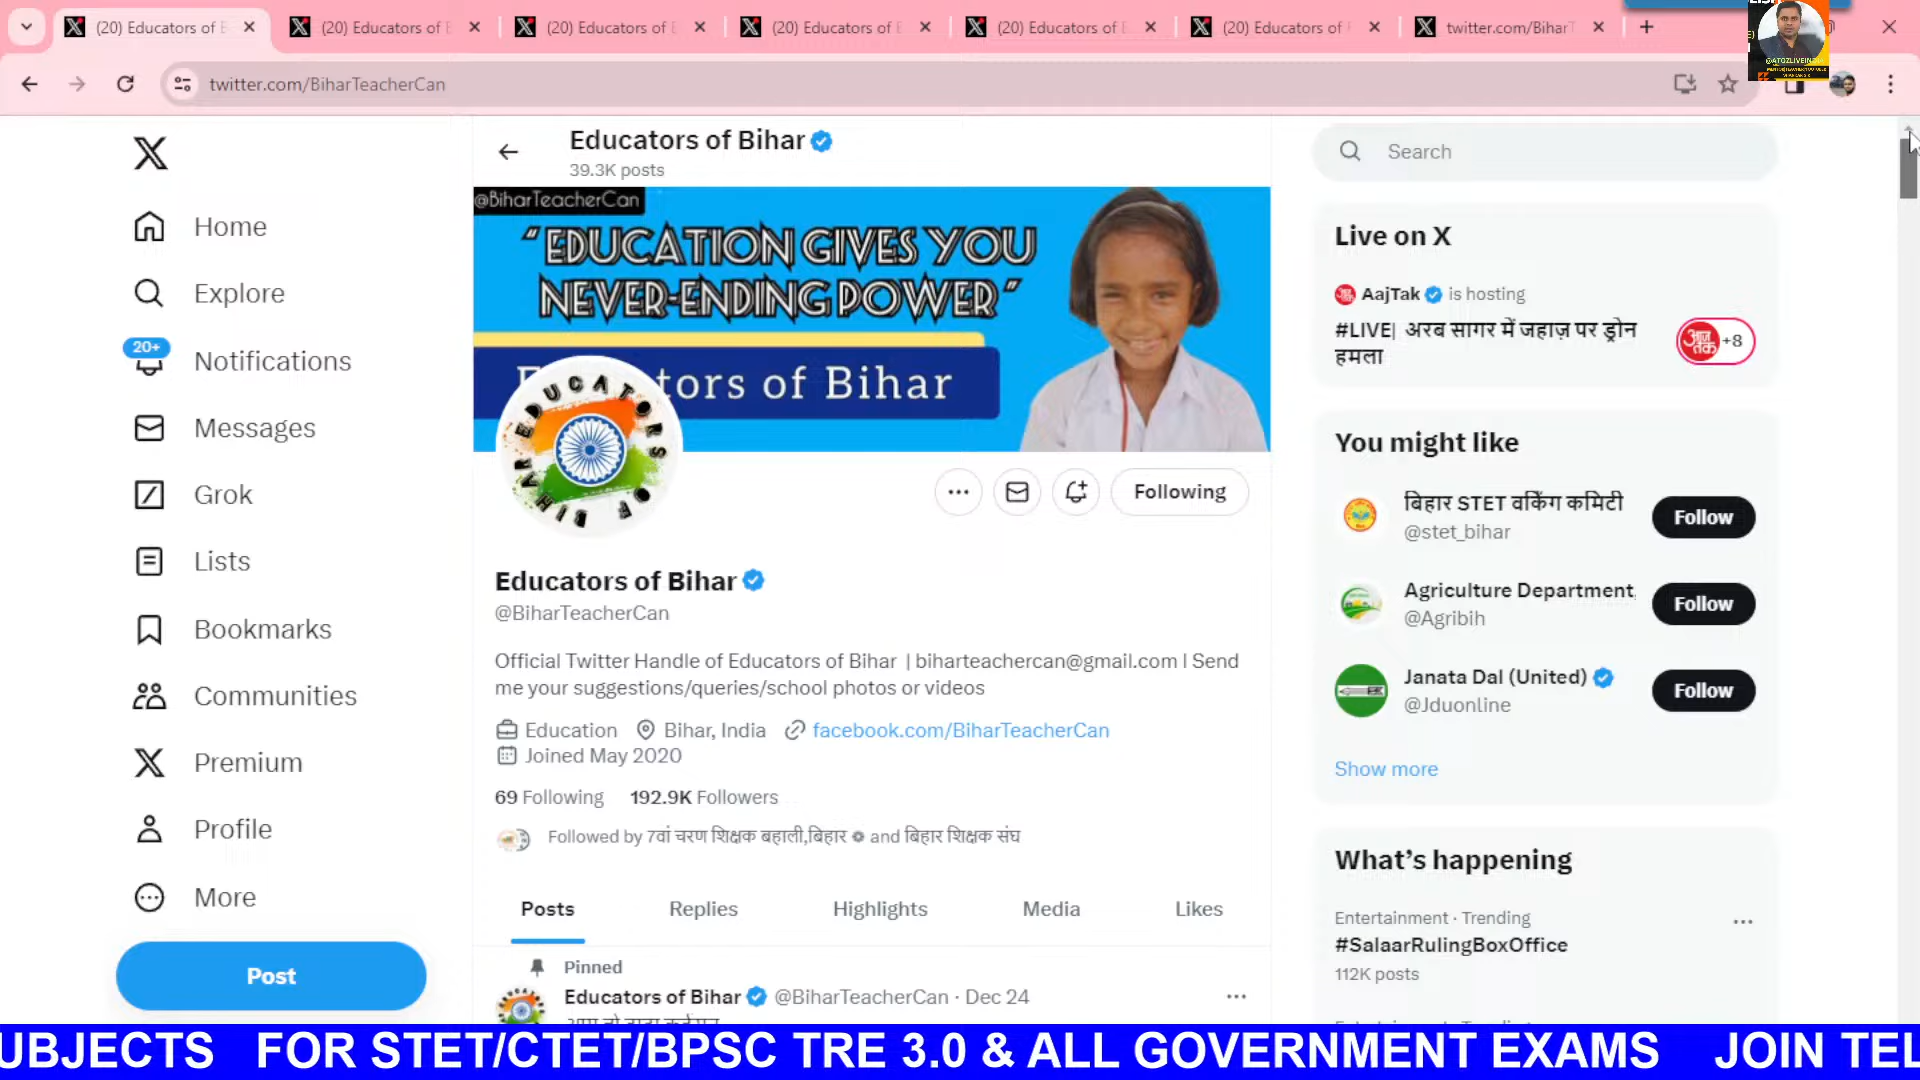 (20) Educators of B
(20) Educators of
(20) Educators of
(20) Educators of
(20) Educators of
(20) Educators of
twitter.com/BiharT
twitter.com/BiharTeacherCan
@ATOZLIVEINDIA
Home
Explore
20+
Notifications
Messages
Grok
Lists
Bookmarks
Communities
Premium
Profile
More
Post
Educators of Bihar
39.3K posts
@BiharTeacherCan
"EDUCATION GIVES YOU
NEVER-ENDING POWER"
Educators of Bihar
EDUCATORS OF BIHAR
Following
Educators of Bihar
@BiharTeacherCan
Official Twitter Handle of Educators of Bihar | biharteachercan@gmail.com l Send
me your suggestions/queries/school photos or videos
Education Bihar, India facebook.com/BiharTeacherCan
Joined May 2020
69 Following 192.9K Followers
Followed by 7वां चरण शिक्षक बहाली,बिहार and बिहार शिक्षक संघ
Posts Replies Highlights Media Likes
Pinned
Educators of Bihar @BiharTeacherCan · Dec 24
Search
Live on X
AajTak is hosting
#LIVE| अरब सागर में जहाज़ पर ड्रोन
हमला
आज तक
+8
You might like
बिहार STET वर्किंग कमिटी
@stet_bihar
Follow
Agriculture Department,
@Agribih
Follow
Janata Dal (United)
@Jduonline
Follow
Show more
What's happening
Entertainment · Trending
#SalaarRulingBoxOffice
112K posts
UBJECTS FOR STET/CTET/BPSC TRE 3.0 & ALL GOVERNMENT EXAMS JOIN TEL